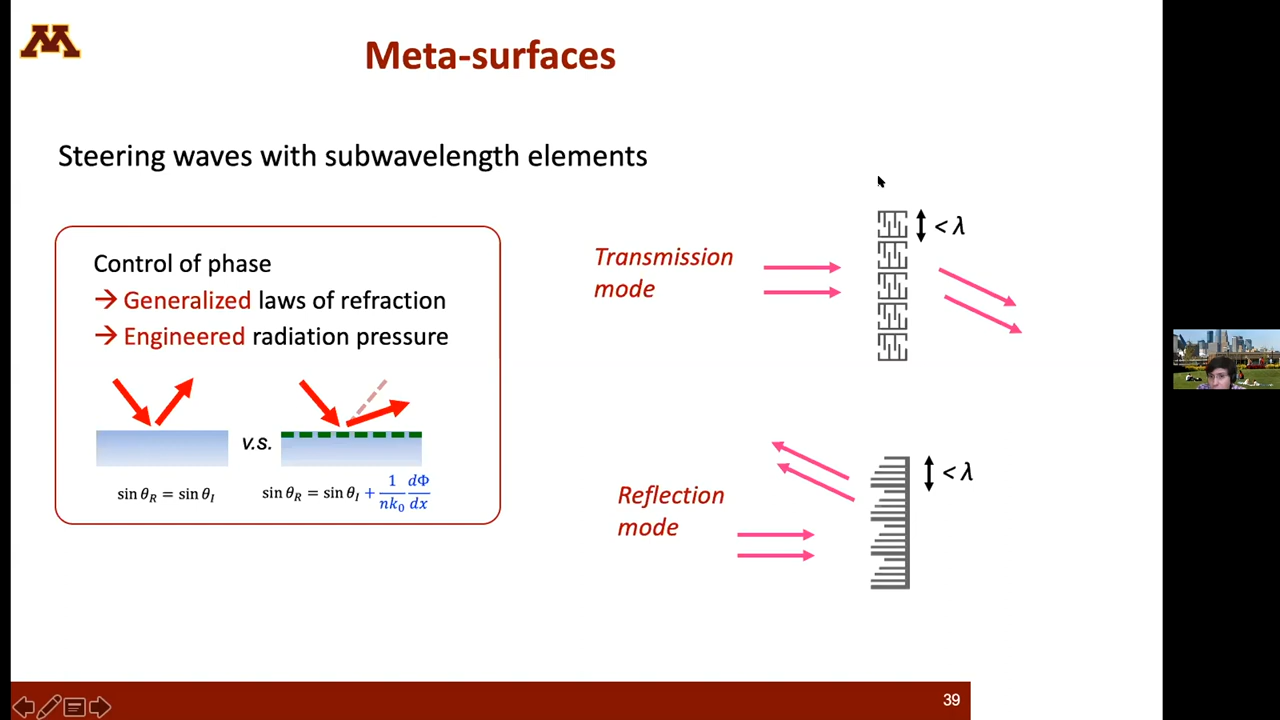 M
Meta-surfaces
Steering waves with subwavelength elements
Control of phase
→ Generalized laws of refraction
→ Engineered radiation pressure
v.s.
sin θ_R = sin θ_I
sin θ_R = sin θ_I + 1/(nk₀) dΦ/dx
Transmission
mode
< λ
Reflection
mode
< λ
39